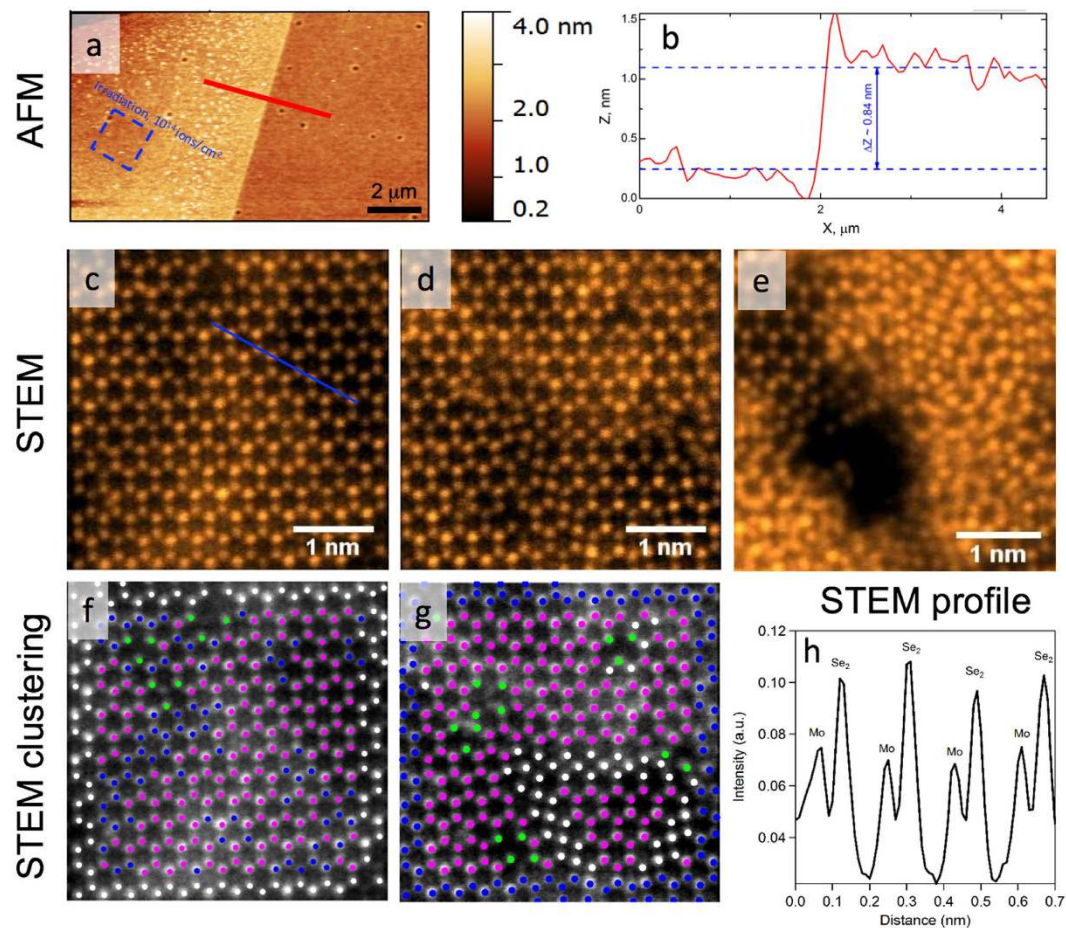 AFM
a
irradiation, 10¹⁴ ions/cm²
2 μm
4.0 nm
2.0
1.0
0.2
b
Z, nm
1.5
1.0
0.5
0.0
ΔZ ~ 0.84 nm
0 2 4
X, μm
STEM
c
1 nm
d
1 nm
e
1 nm
STEM clustering
f
g
STEM profile
h
Intensity (a.u.)
0.12
0.10
0.08
0.06
0.04
Mo Se₂ Mo Se₂ Mo Se₂ Mo Se₂
0.0 0.1 0.2 0.3 0.4 0.5 0.6 0.7
Distance (nm)